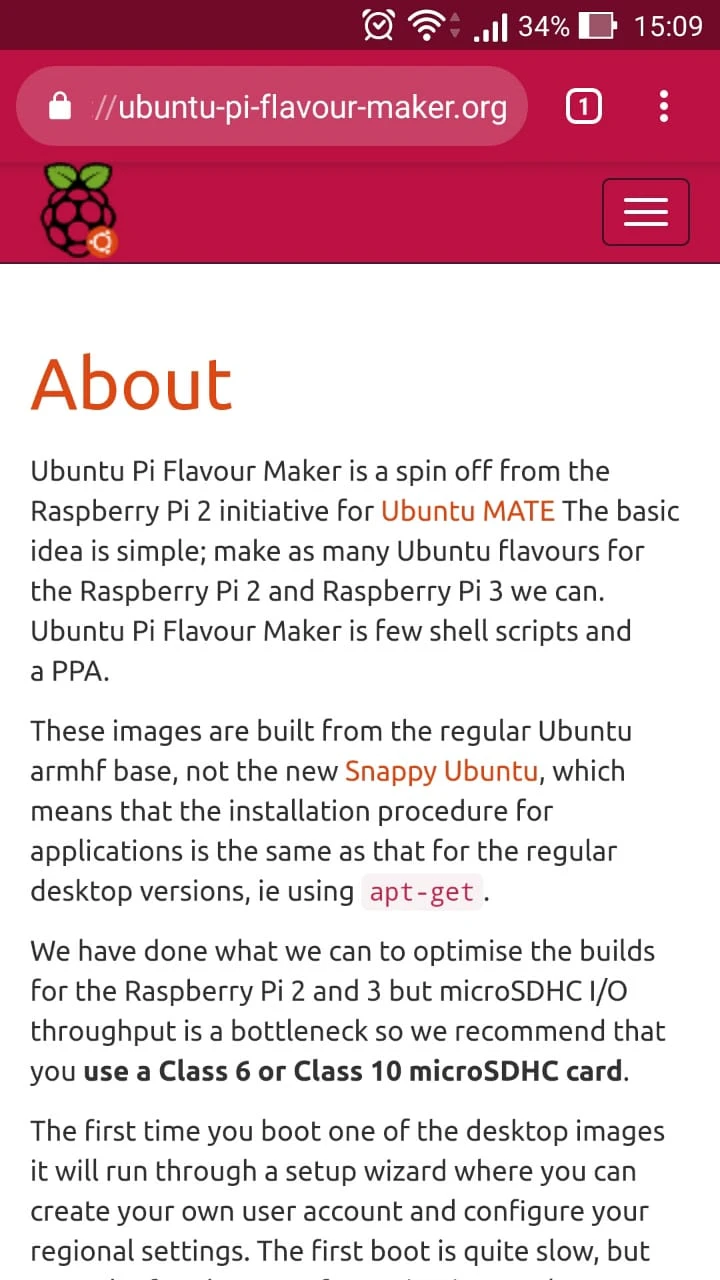 34% 15:09
://ubuntu-pi-flavour-maker.org 1
About
Ubuntu Pi Flavour Maker is a spin off from the
Raspberry Pi 2 initiative for Ubuntu MATE The basic
idea is simple; make as many Ubuntu flavours for
the Raspberry Pi 2 and Raspberry Pi 3 we can.
Ubuntu Pi Flavour Maker is few shell scripts and
a PPA.
These images are built from the regular Ubuntu
armhf base, not the new Snappy Ubuntu, which
means that the installation procedure for
applications is the same as that for the regular
desktop versions, ie using apt-get.
We have done what we can to optimise the builds
for the Raspberry Pi 2 and 3 but microSDHC I/O
throughput is a bottleneck so we recommend that
you use a Class 6 or Class 10 microSDHC card.
The first time you boot one of the desktop images
it will run through a setup wizard where you can
create your own user account and configure your
regional settings. The first boot is quite slow, but